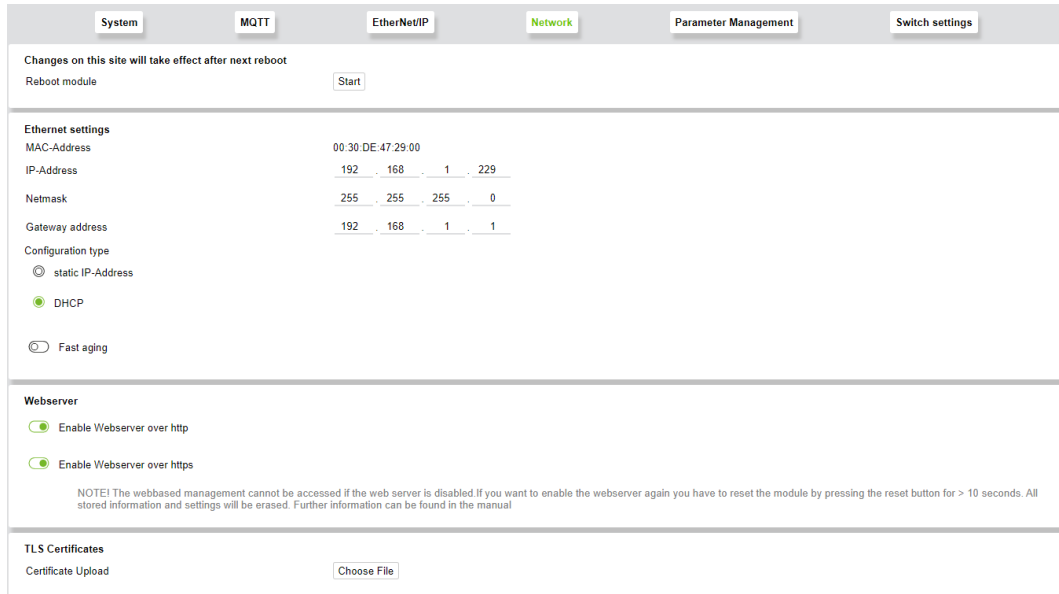 System MQTT EtherNet/IP Network Parameter Management Switch settings
Changes on this site will take effect after next reboot
Reboot module Start
Ethernet settings
MAC-Address 00:30:DE:47:29:00
IP-Address 192 . 168 . 1 . 229
Netmask 255 . 255 . 255 . 0
Gateway address 192 . 168 . 1 . 1
Configuration type
static IP-Address
DHCP
Fast aging
Webserver
Enable Webserver over http
Enable Webserver over https
NOTE! The webbased management cannot be accessed if the web server is disabled.If you want to enable the webserver again you have to reset the module by pressing the reset button for > 10 seconds. All
stored information and settings will be erased. Further information can be found in the manual
TLS Certificates
Certificate Upload Choose File